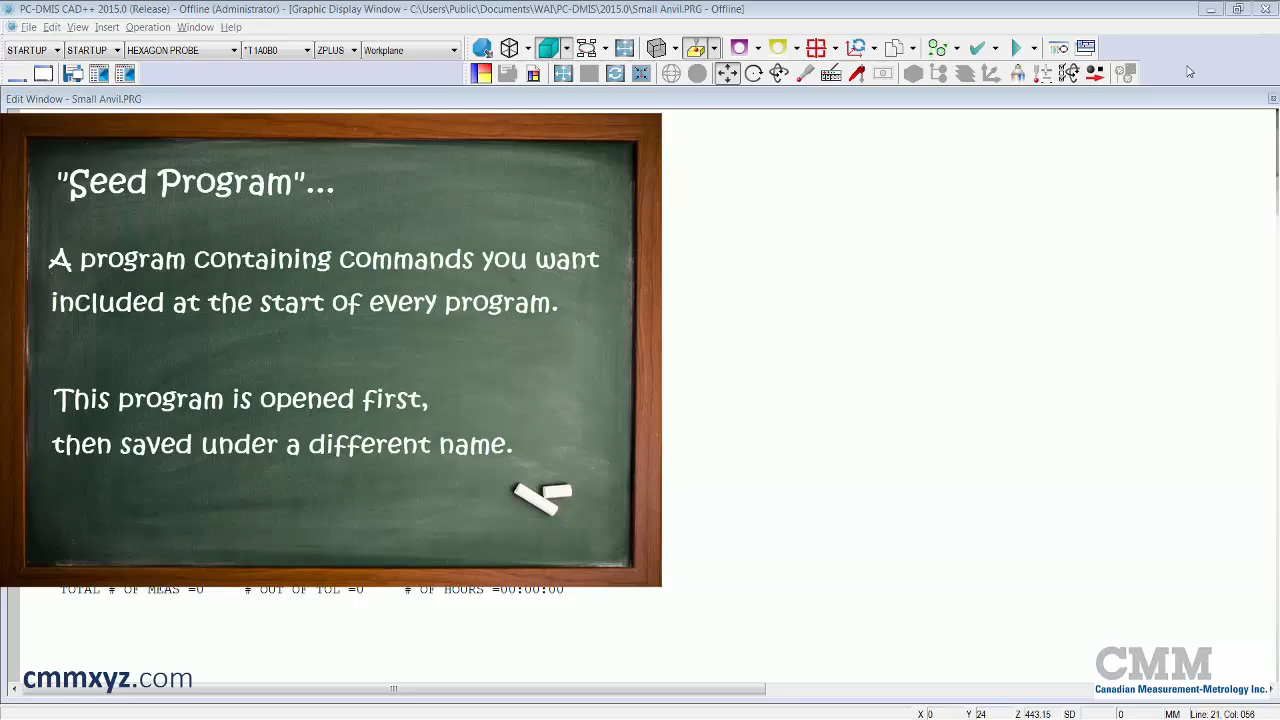 PC-DMIS CAD++ 2015.0 (Release) - Offline (Administrator) - [Graphic Display Window - C:\Users\Public\Documents\WAI\PC-DMIS\2015.0\Small Anvil.PRG - Offline]
File Edit View Insert Operation Window Help
STARTUP STARTUP HEXAGON PROBE *T1A0B0 ZPLUS Workplane
Edit Window - Small Anvil.PRG
"Seed Program"...
A program containing commands you want
included at the start of every program.
This program is opened first,
then saved under a different name.
TOTAL # OF MEAS =0 # OUT OF TOL =0 # OF HOURS =00:00:00
cmmxyz.com
CMM
Canadian Measurement-Metrology Inc.
X 0 Y 24 Z 443.15 SD 0 MM Line: 21, Col: 056